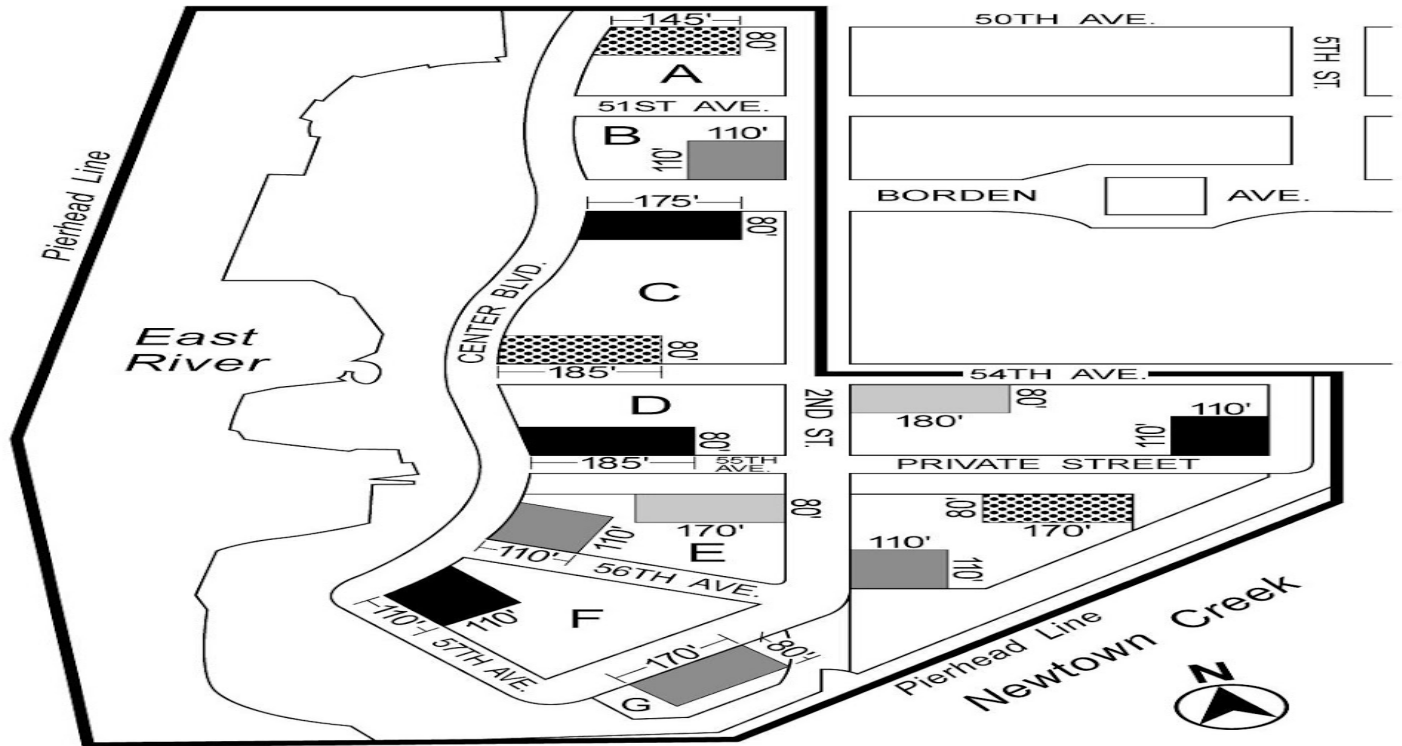 145'
50TH AVE.
80'
5TH ST.
A
51ST AVE.
B
110'
110'
Pierhead Line
175'
BORDEN
AVE.
80'
CENTER BLVD.
C
East
River
80'
185'
54TH AVE.
D
2ND ST.
80'
180'
110'
80'
110'
185'
55TH
AVE.
PRIVATE STREET
80'
170'
80'
170'
110'
110'
E
110'
110'
56TH AVE.
110'
110'
F
57TH AVE.
170'
80'
G
Pierhead Line
Newtown Creek
N